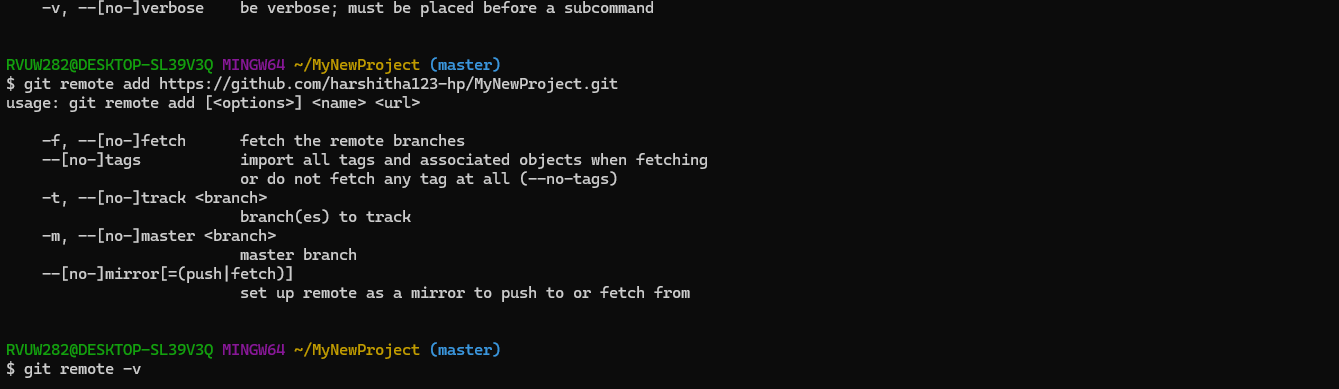 -v, --[no-]verbose    be verbose; must be placed before a subcommand
RVUW282@DESKTOP-SL39V3Q MINGW64 ~/MyNewProject (master)
$ git remote add https://github.com/harshitha123-hp/MyNewProject.git
usage: git remote add [<options>] <name> <url>
-f, --[no-]fetch      fetch the remote branches
--[no-]tags           import all tags and associated objects when fetching
or do not fetch any tag at all (--no-tags)
-t, --[no-]track <branch>
branch(es) to track
-m, --[no-]master <branch>
master branch
--[no-]mirror[=(push|fetch)]
set up remote as a mirror to push to or fetch from
RVUW282@DESKTOP-SL39V3Q MINGW64 ~/MyNewProject (master)
$ git remote -v